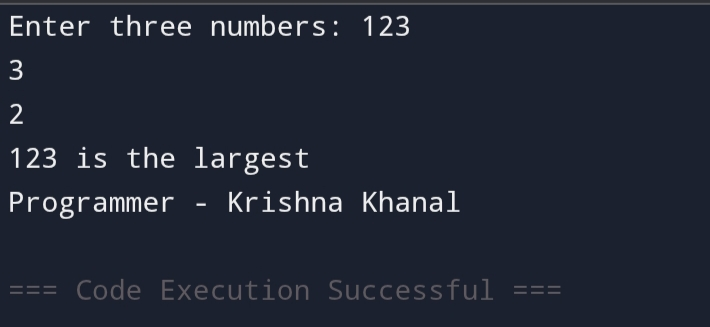 Enter three numbers: 123
3
2
123 is the largest
Programmer - Krishna Khanal
=== Code Execution Successful ===